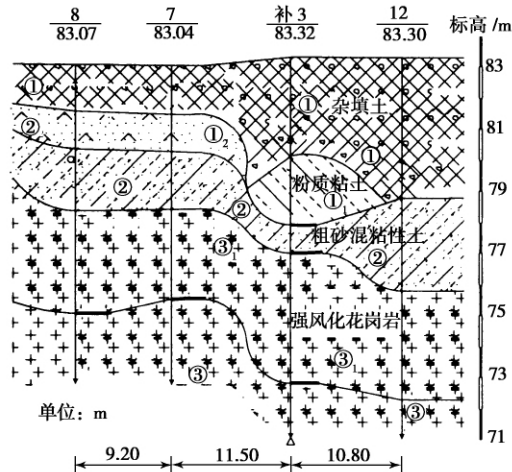 8 7 补 3 12 标高 /m
83.07 83.04 83.32 83.30
83
① ①
杂填土
81
② ①₂ ①
粉质粘土
79
② ② ①
粗砂混粘性土
77
③₁ ②
75
强风化花岗岩
③₁
73
③ ③
单位：m
71
9.20 11.50 10.80